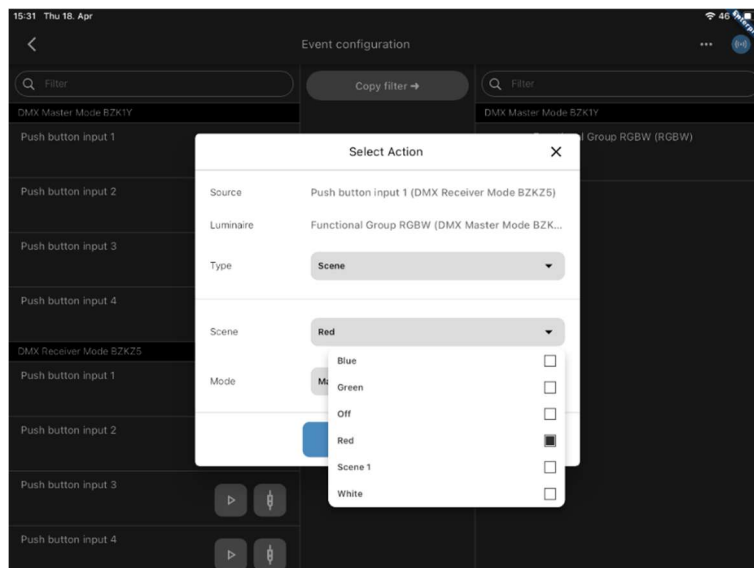 15:31 Thu 18. Apr
46
Event configuration
Filter
Copy filter →
Filter
DMX Master Mode BZK1Y
DMX Master Mode BZK1Y
Push button input 1
Group RGBW (RGBW)
Select Action
Push button input 2
Source
Push button input 1 (DMX Receiver Mode BZKZ5)
Luminaire
Functional Group RGBW (DMX Master Mode BZK...
Push button input 3
Type
Scene
Push button input 4
Scene
Red
DMX Receiver Mode BZKZ5
Blue
Push button input 1
Mode
Ma
Green
Off
Push button input 2
Red
Scene 1
Push button input 3
White
Push button input 4